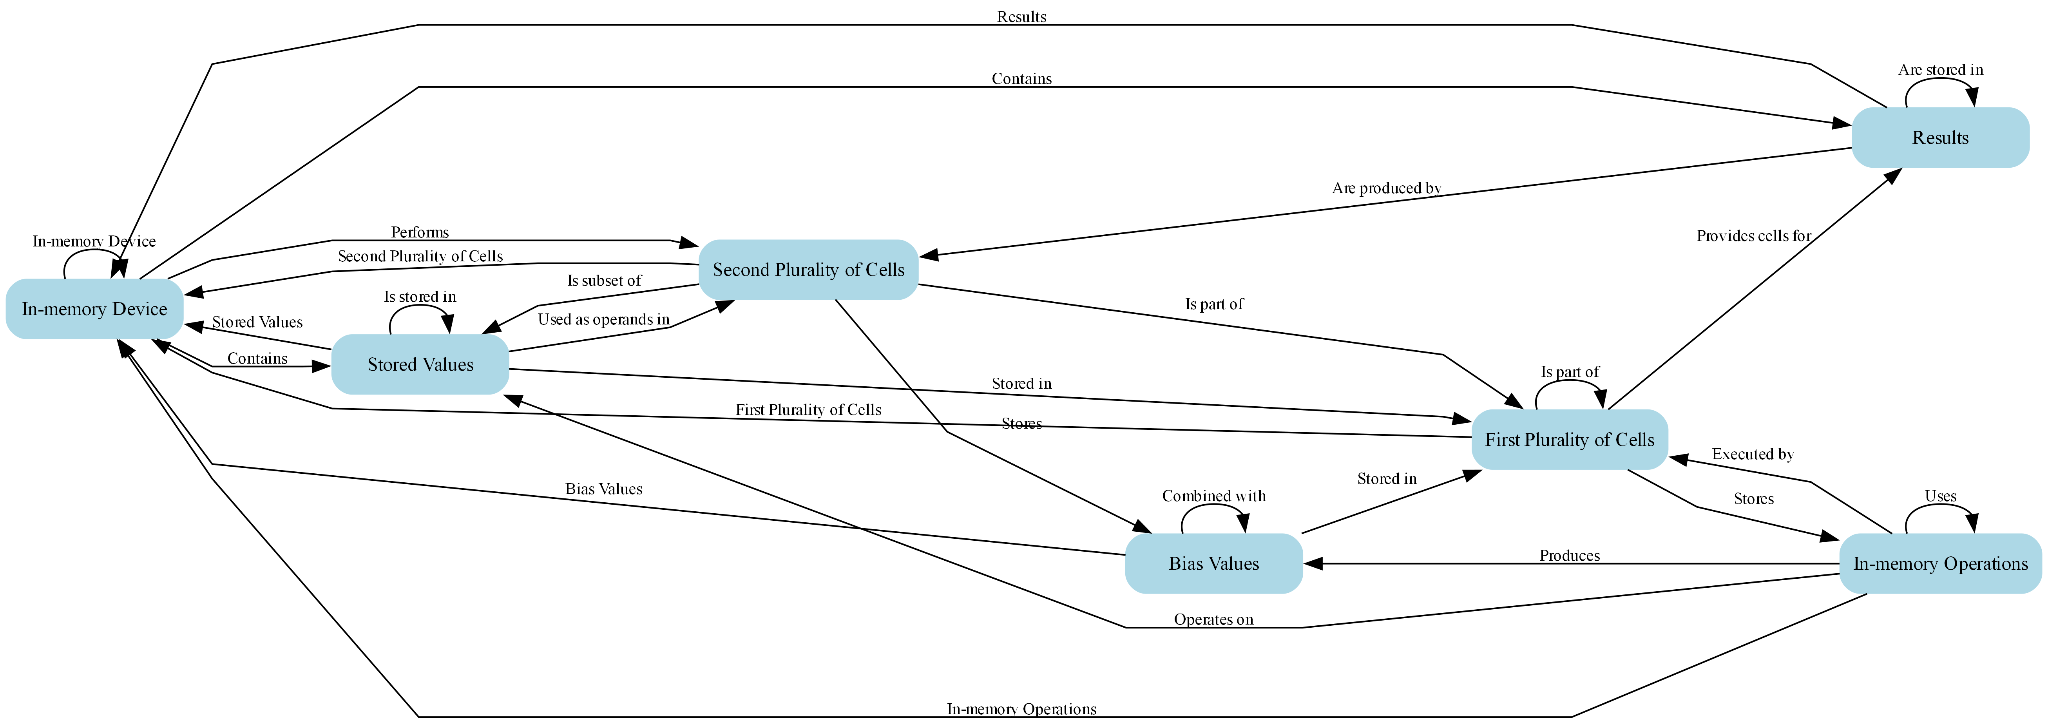 Results
Contains
Are stored in
Results
Are produced by
Provides cells for
Performs
In-memory Device
Second Plurality of Cells
Second Plurality of Cells
Is subset of
Is stored in
Is part of
In-memory Device
Used as operands in
Stored Values
Contains
Stored Values
Is part of
Stored in
First Plurality of Cells
Stores
First Plurality of Cells
Executed by
Stored in
Bias Values
Combined with
Stores
Uses
Produces
Bias Values
In-memory Operations
Operates on
In-memory Operations